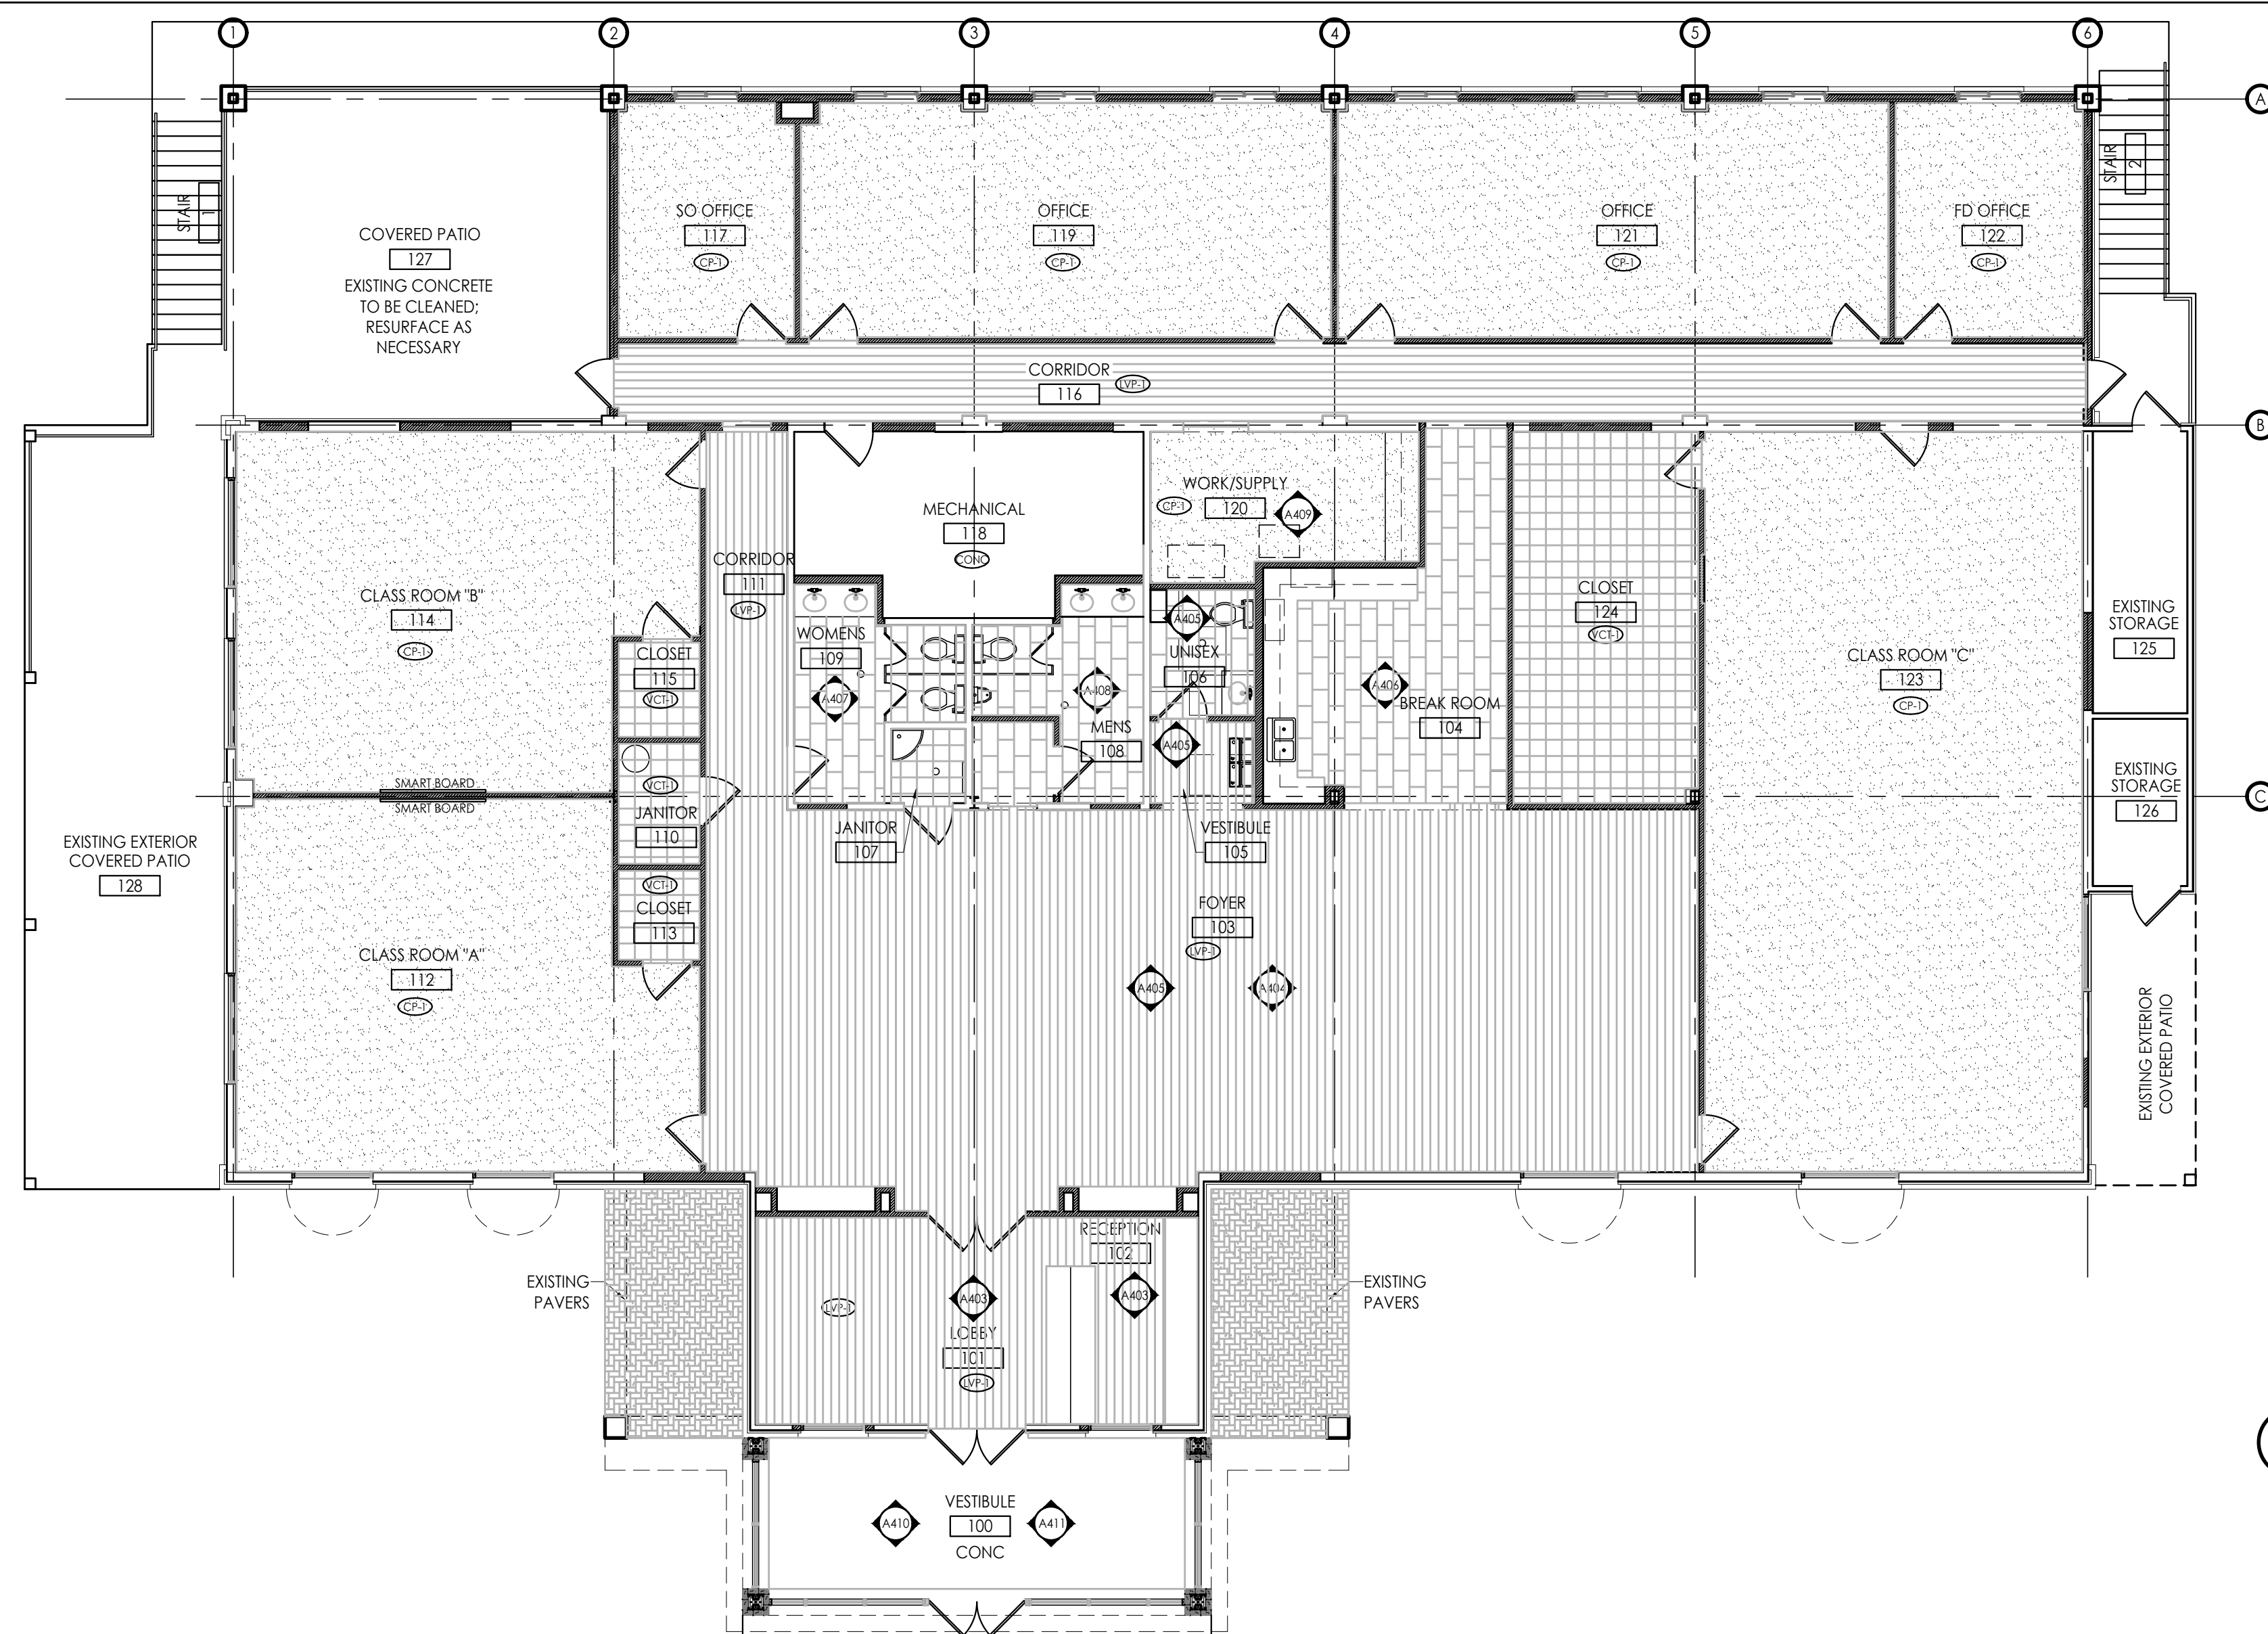 1
2
3
4
5
6
A
B
C
STAIR
1
STAIR
2
COVERED PATIO
127
EXISTING CONCRETE
TO BE CLEANED;
RESURFACE AS
NECESSARY
SO OFFICE
117
CP-1
OFFICE
119
CP-1
OFFICE
121
CP-1
FD OFFICE
122
CP-1
CORRIDOR
116
LVP-1
CLASS ROOM "B"
114
CP-1
CORRIDOR
111
LVP-1
MECHANICAL
118
CONC
WORK/SUPPLY
CP-1
120
A409
CLOSET
124
VCT-1
CLASS ROOM "C"
123
CP-1
EXISTING
STORAGE
125
EXISTING
STORAGE
126
CLOSET
115
VCT-1
WOMENS
109
A407
A408
MENS
108
A405
UNISEX
106
A405
A406
BREAK ROOM
104
SMART BOARD
SMART BOARD
VCT-1
JANITOR
110
JANITOR
107
VESTIBULE
105
EXISTING EXTERIOR
COVERED PATIO
128
VCT-1
CLOSET
113
CLASS ROOM "A"
112
CP-1
FOYER
103
LVP-1
A405
A404
EXISTING EXTERIOR
COVERED PATIO
EXISTING
PAVERS
RECEPTION
102
A403
A403
LVP-1
LOBBY
101
LVP-1
EXISTING
PAVERS
A410
VESTIBULE
100
CONC
A411